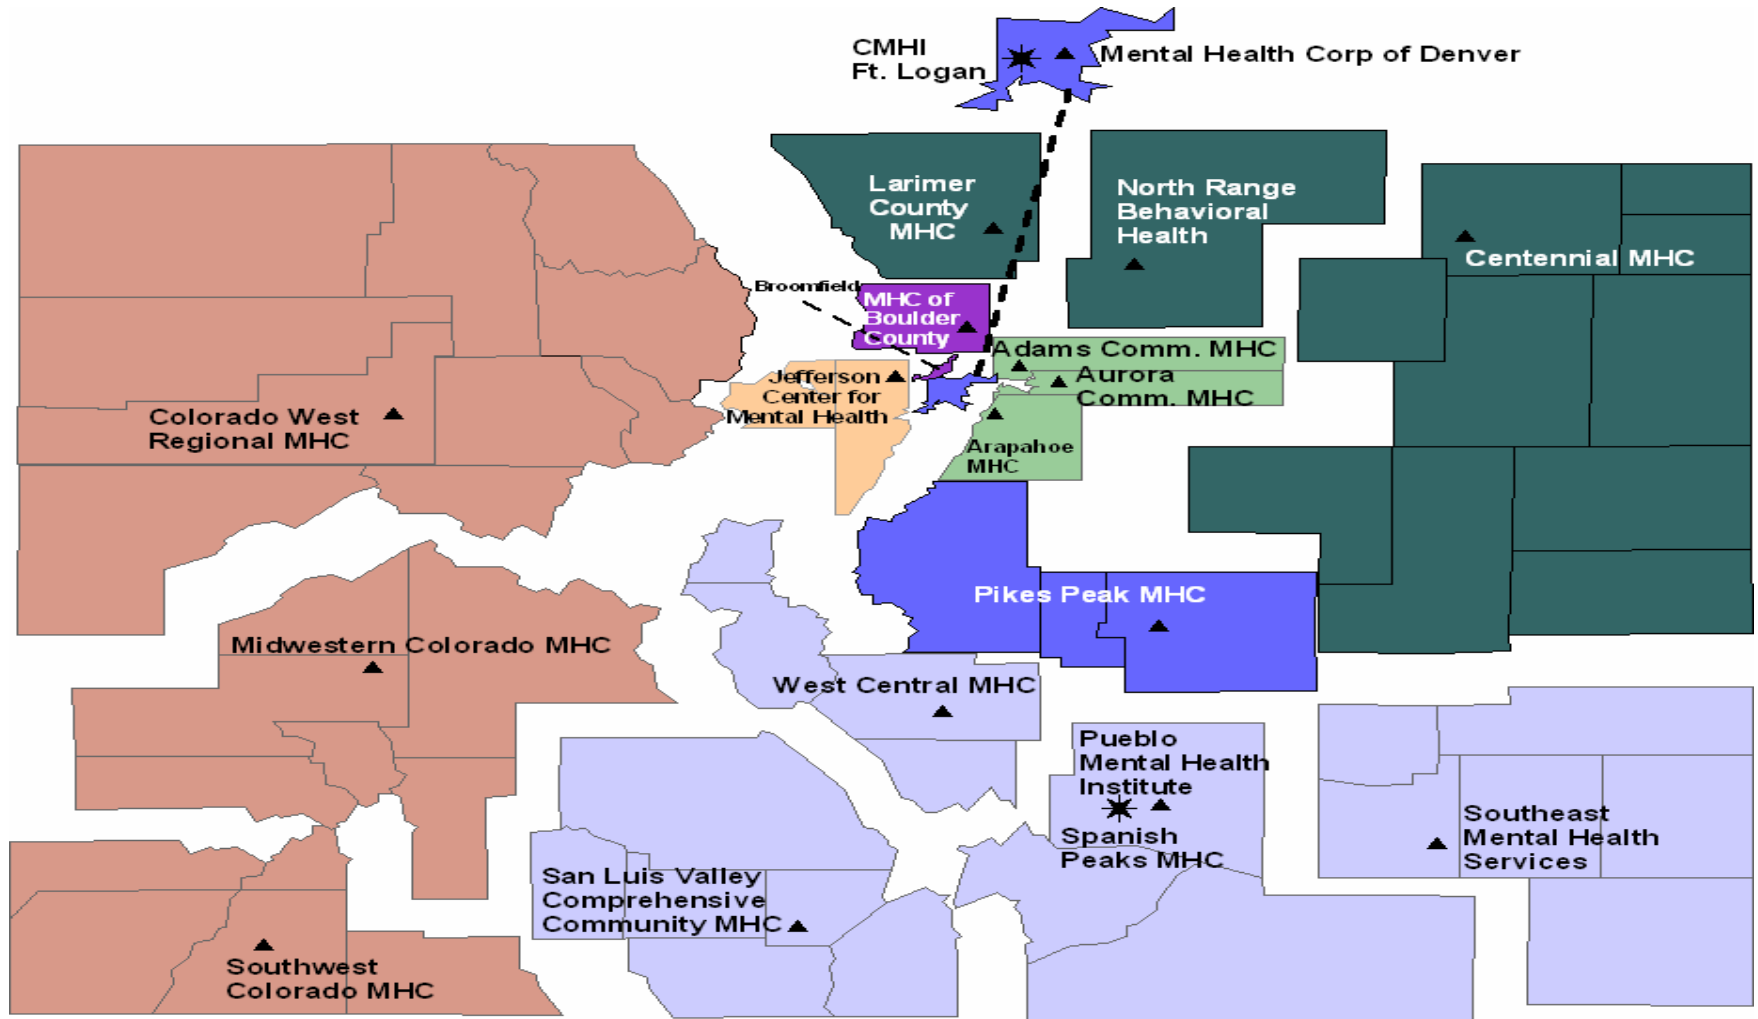 CMHI
Ft. Logan
Mental Health Corp of Denver
Larimer
County
MHC
North Range
Behavioral
Health
Centennial MHC
Broomfield
MHC of
Boulder
County
Adams Comm. MHC
Aurora
Comm. MHC
Jefferson
Center for
Mental Health
Arapahoe
MHC
Colorado West
Regional MHC
Pikes Peak MHC
Midwestern Colorado MHC
West Central MHC
Pueblo
Mental Health
Institute
Spanish
Peaks MHC
Southeast
Mental Health
Services
San Luis Valley
Comprehensive
Community MHC
Southwest
Colorado MHC